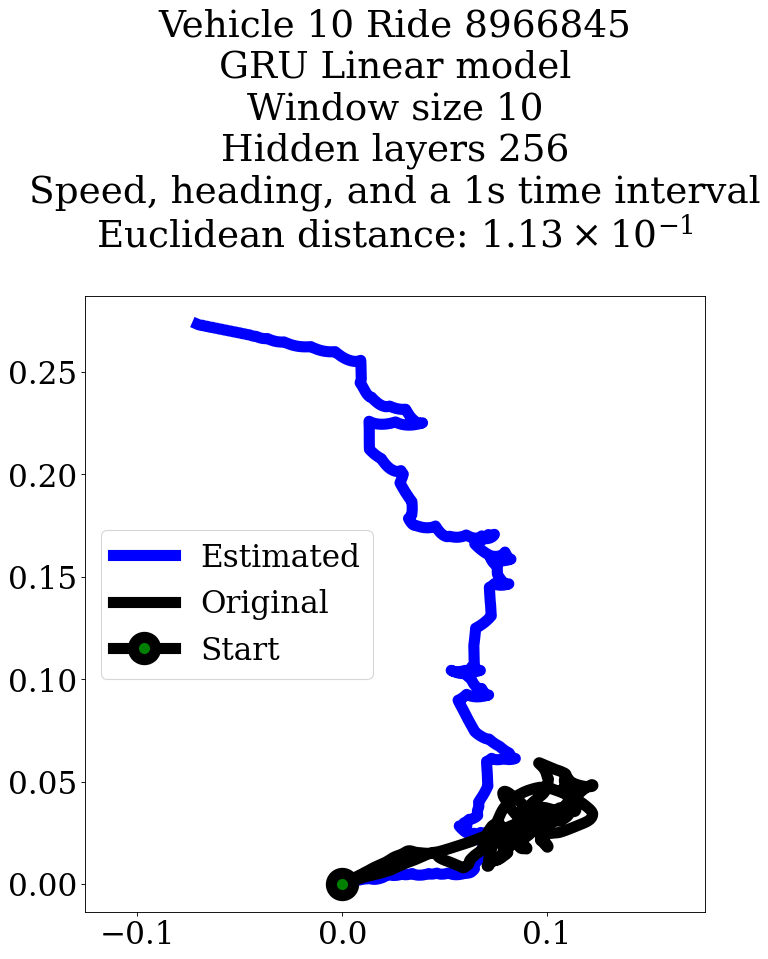 Vehicle 10 Ride 8966845
GRU Linear model
Window size 10
Hidden layers 256
Speed, heading, and a 1s time interval
Euclidean distance: 1.13 × 10⁻¹
0.25
0.20
0.15
0.10
0.05
0.00
Estimated
Original
Start
−0.1
0.0
0.1